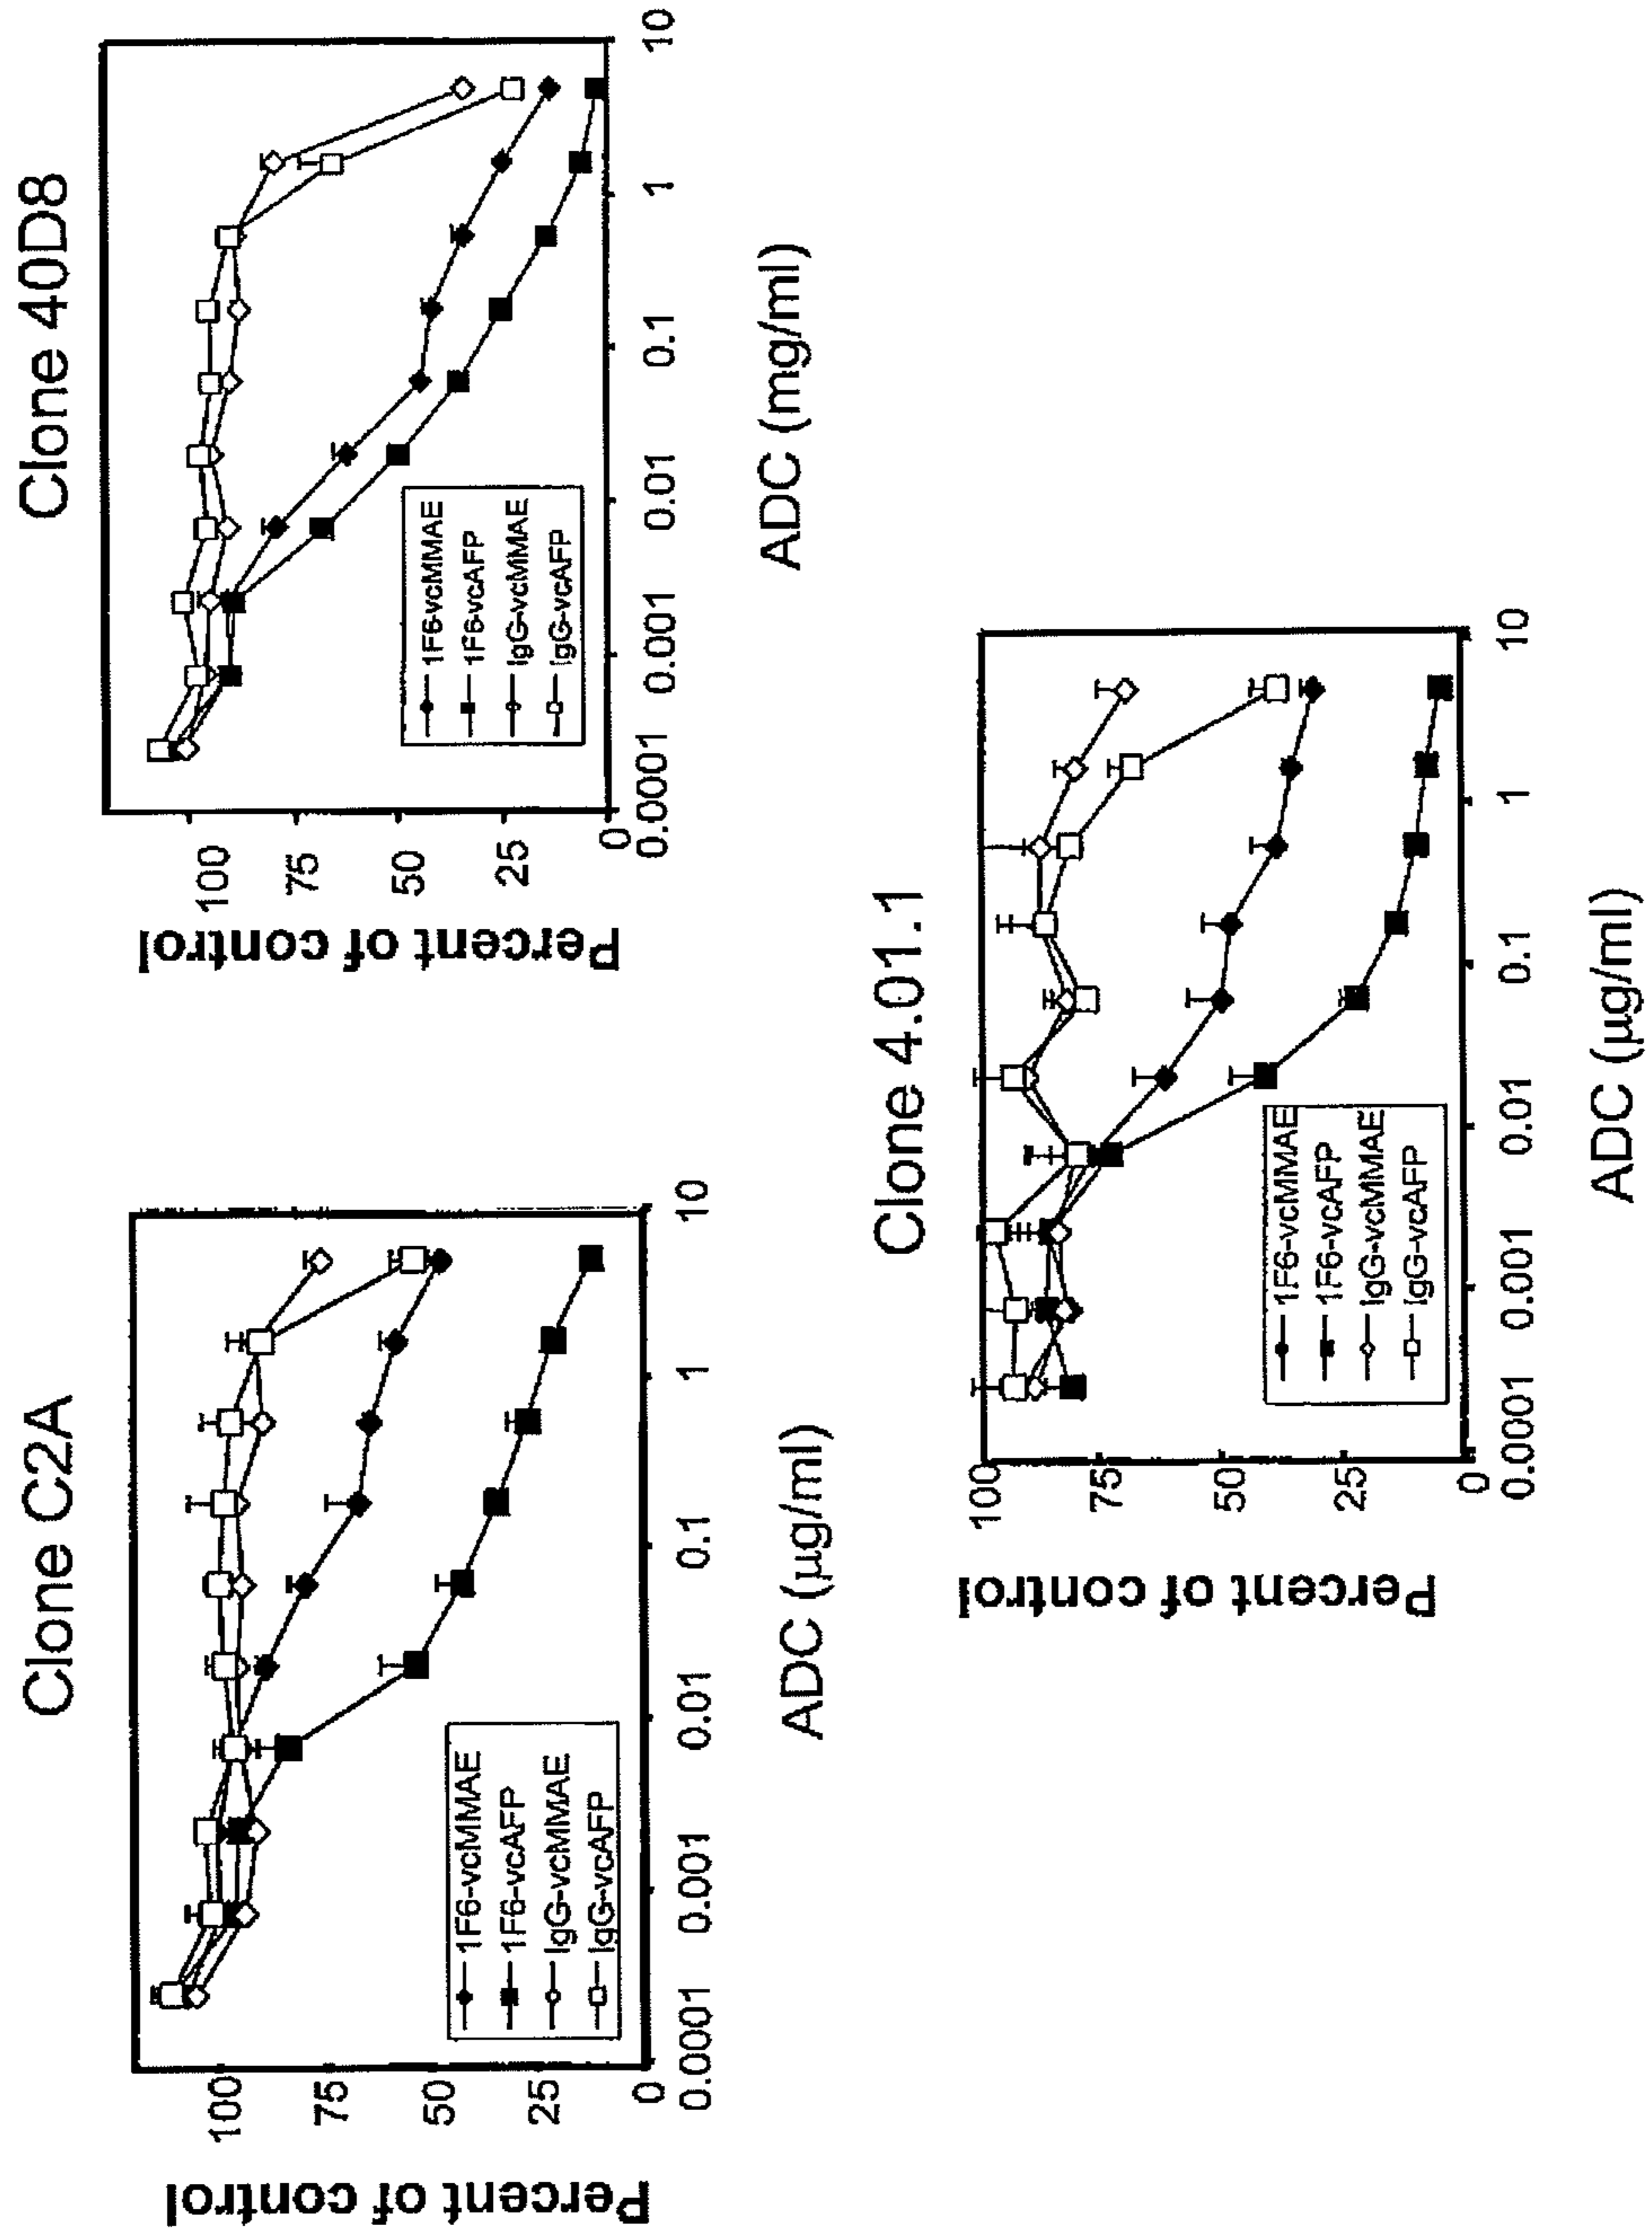 Clone C2A
Percent of control
100
75
50
25
0
1F6-vcMMAE
1F6-vcAFP
IgG-vcMMAE
IgG-vcAFP
0.0001 0.001 0.01 0.1 1 10
ADC (µg/ml)
Clone 40D8
Percent of control
100
75
50
25
0
1F6-vcMMAE
1F6-vcAFP
IgG-vcMMAE
IgG-vcAFP
0.0001 0.001 0.01 0.1 1 10
ADC (mg/ml)
Clone 4.01.1
Percent of control
100
75
50
25
0
1F6-vcMMAE
1F6-vcAFP
IgG-vcMMAE
IgG-vcAFP
0.0001 0.001 0.01 0.1 1 10
ADC (µg/ml)